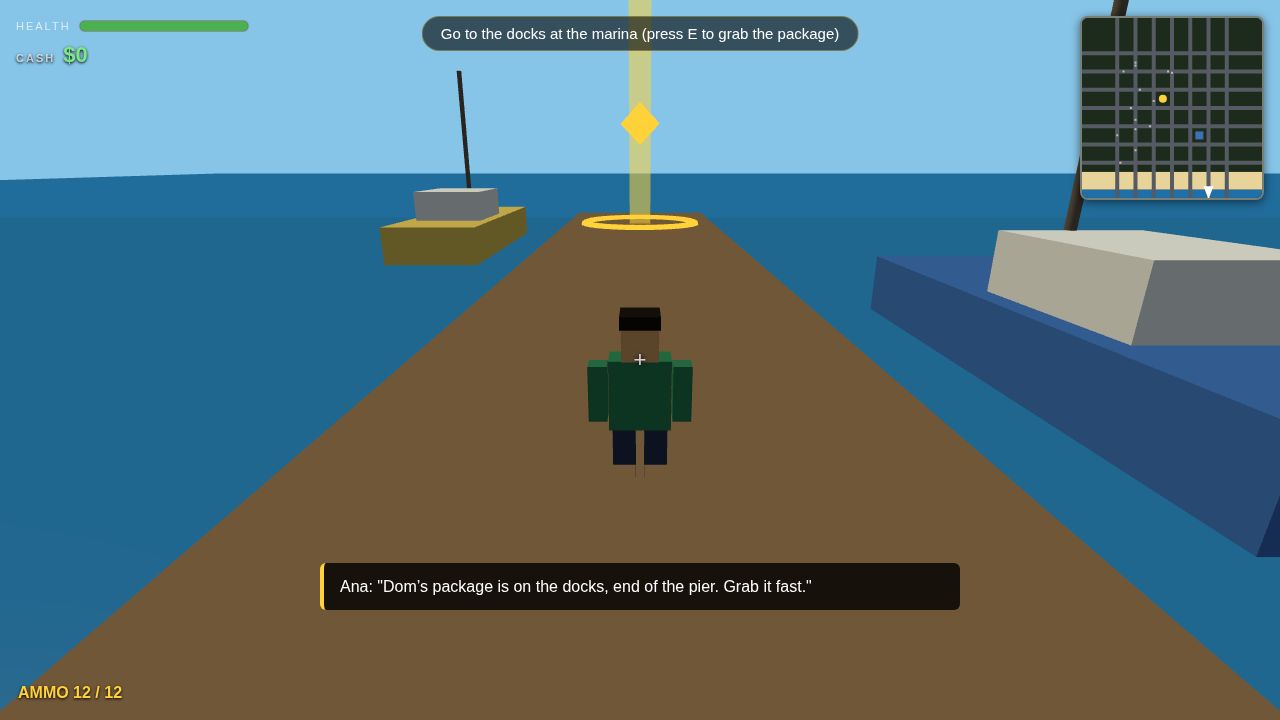 HEALTH
CASH $0
Go to the docks at the marina (press E to grab the package)
Ana: "Dom's package is on the docks, end of the pier. Grab it fast."
AMMO 12 / 12